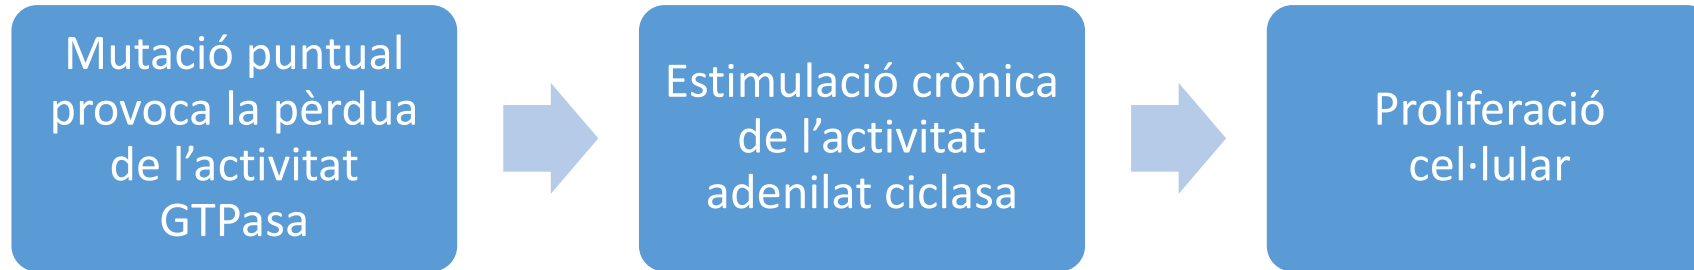 Mutació puntual
provoca la pèrdua
de l’activitat
GTPasa
Estimulació crònica
de l’activitat
adenilat ciclasa
Proliferació
cel·lular